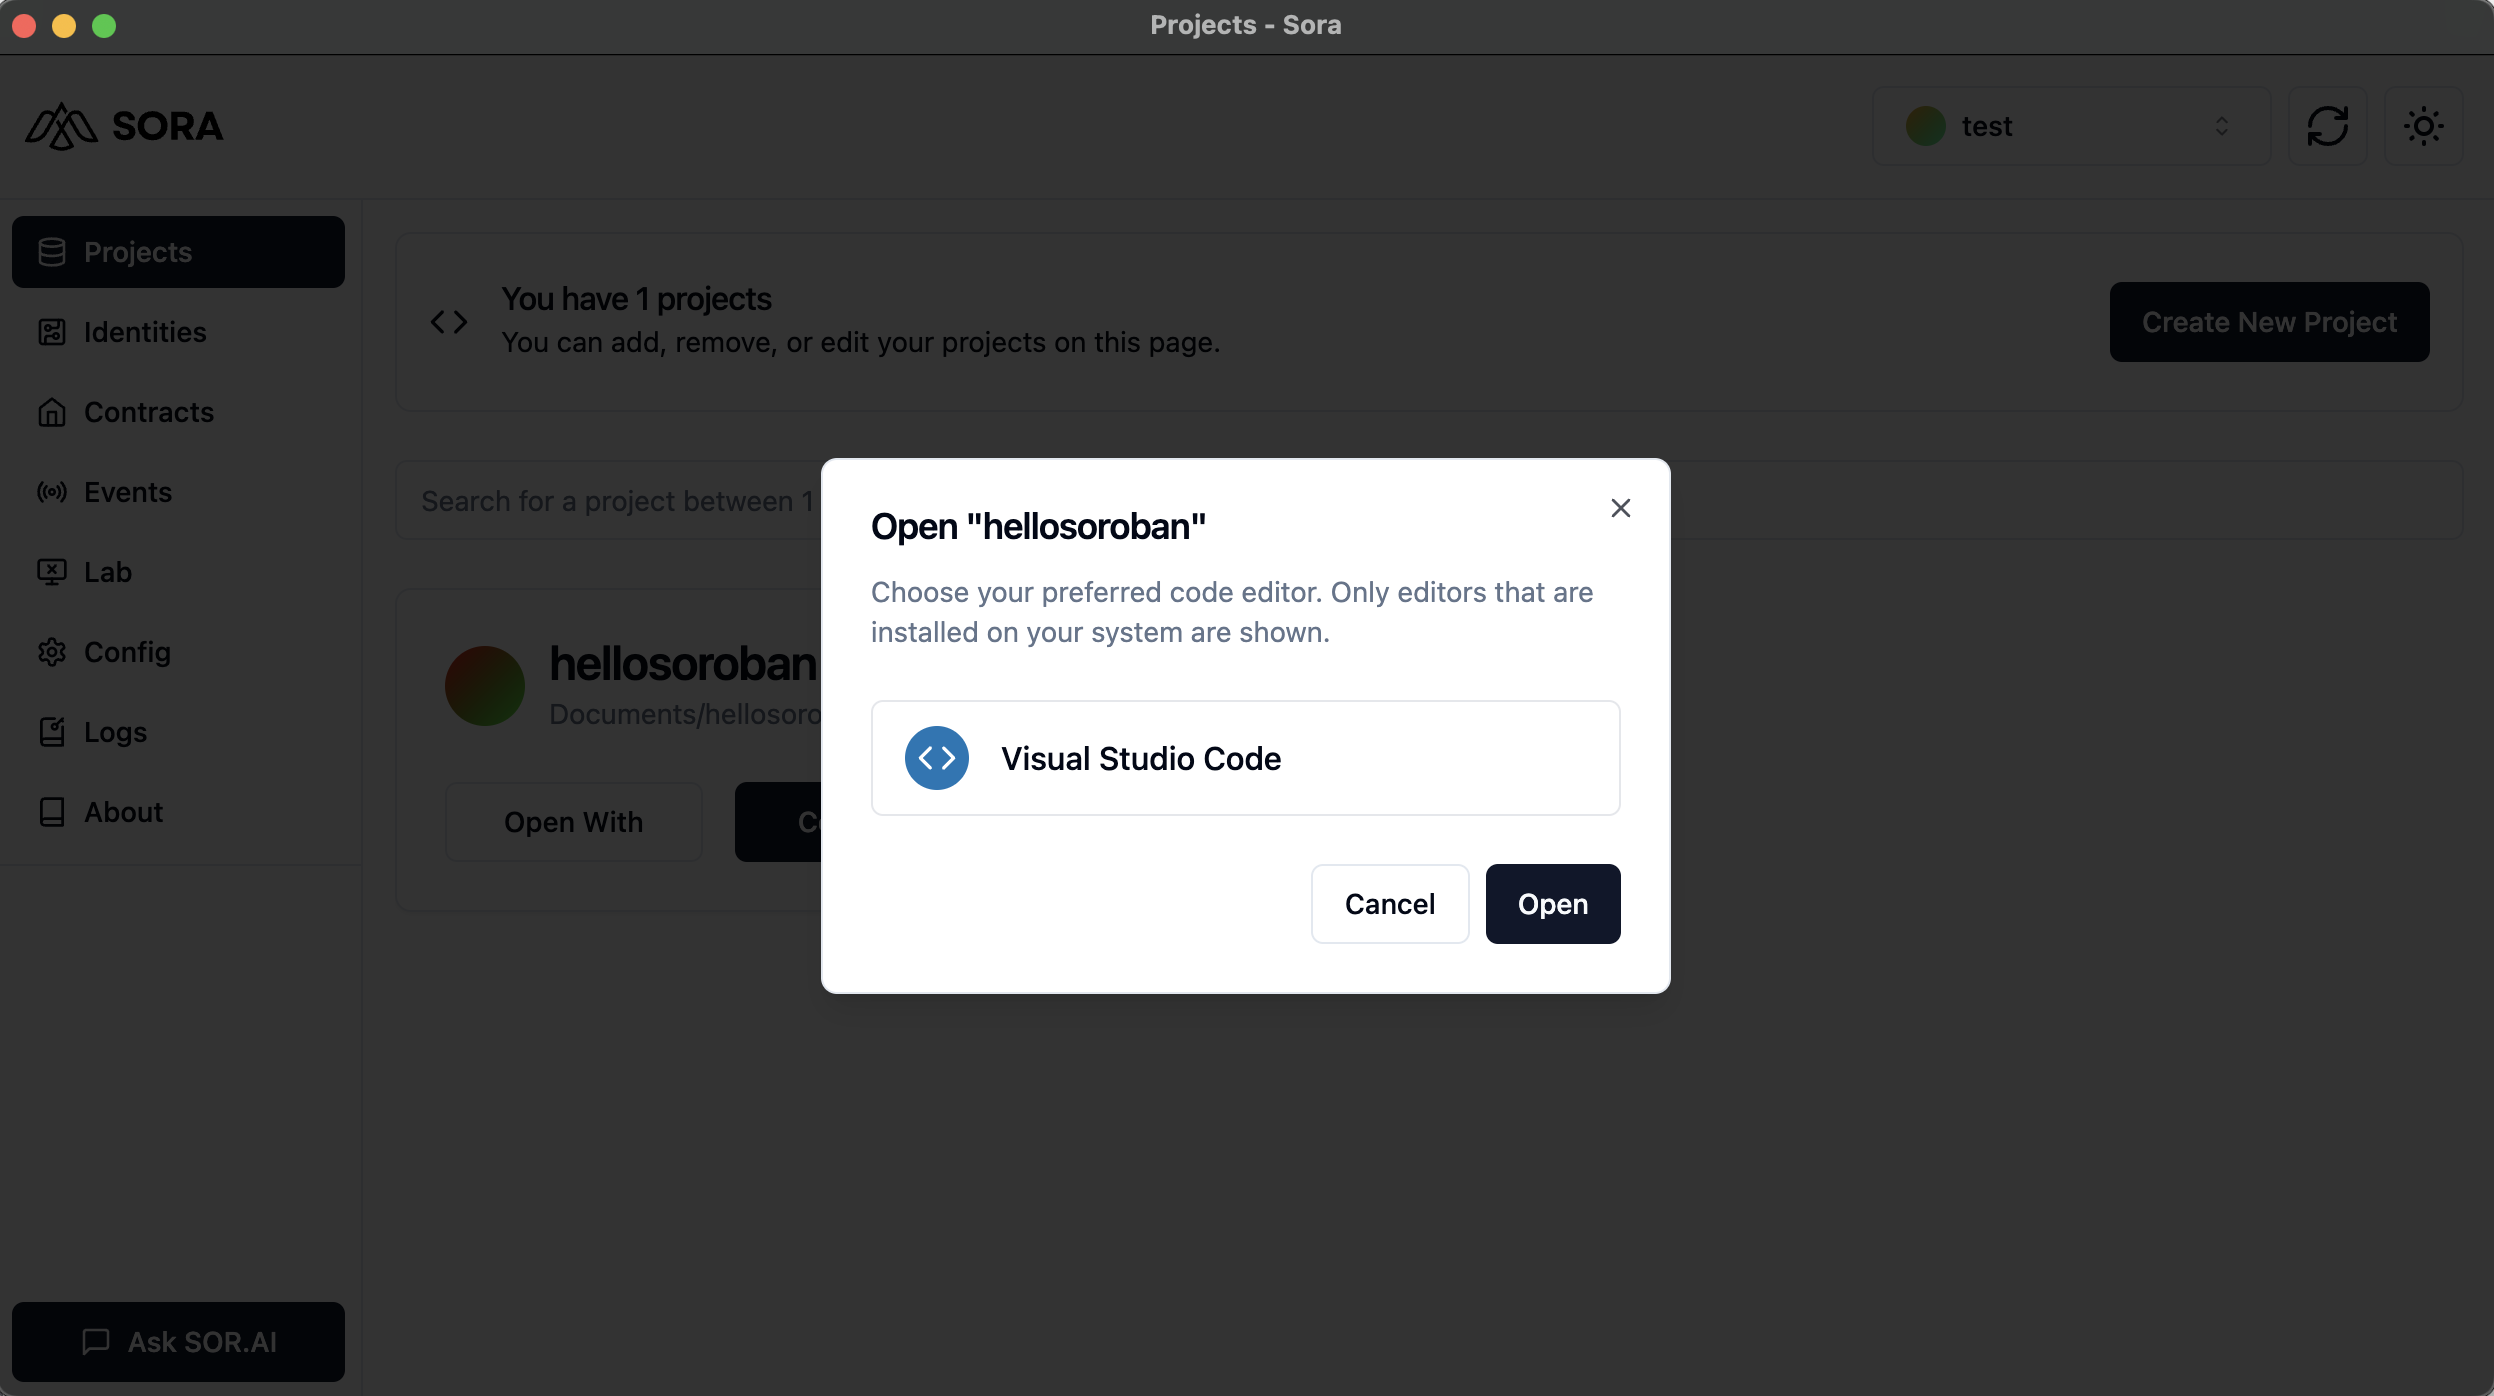 Projects - Sora
SORA
test
Projects
Identities
Contracts
Events
Lab
Config
Logs
About
Ask SOR.AI
You have 1 projects
You can add, remove, or edit your projects on this page.
Create New Project
Search for a project between 1
hellosoroban
Documents/hellosoro
Open With
Open "hellosoroban"
Choose your preferred code editor. Only editors that are
installed on your system are shown.
Visual Studio Code
Cancel
Open